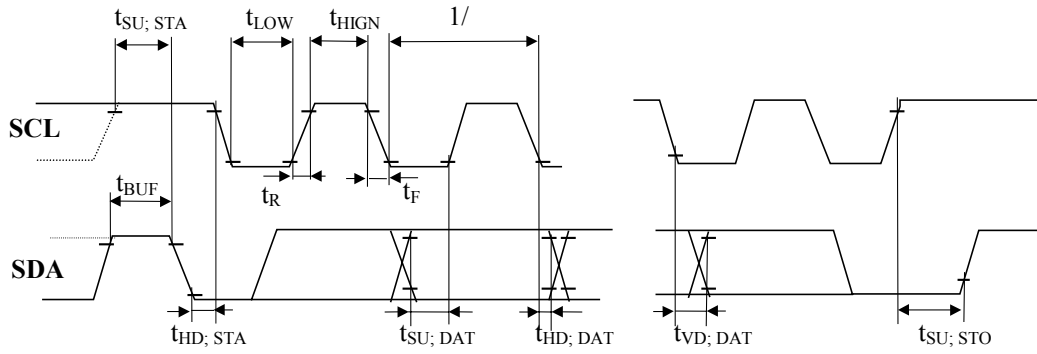 tSU; STA
tLOW
tHIGN
1/
SCL
tBUF
tR
tF
SDA
tHD; STA
tSU; DAT
tHD; DAT
tVD; DAT
tSU; STO